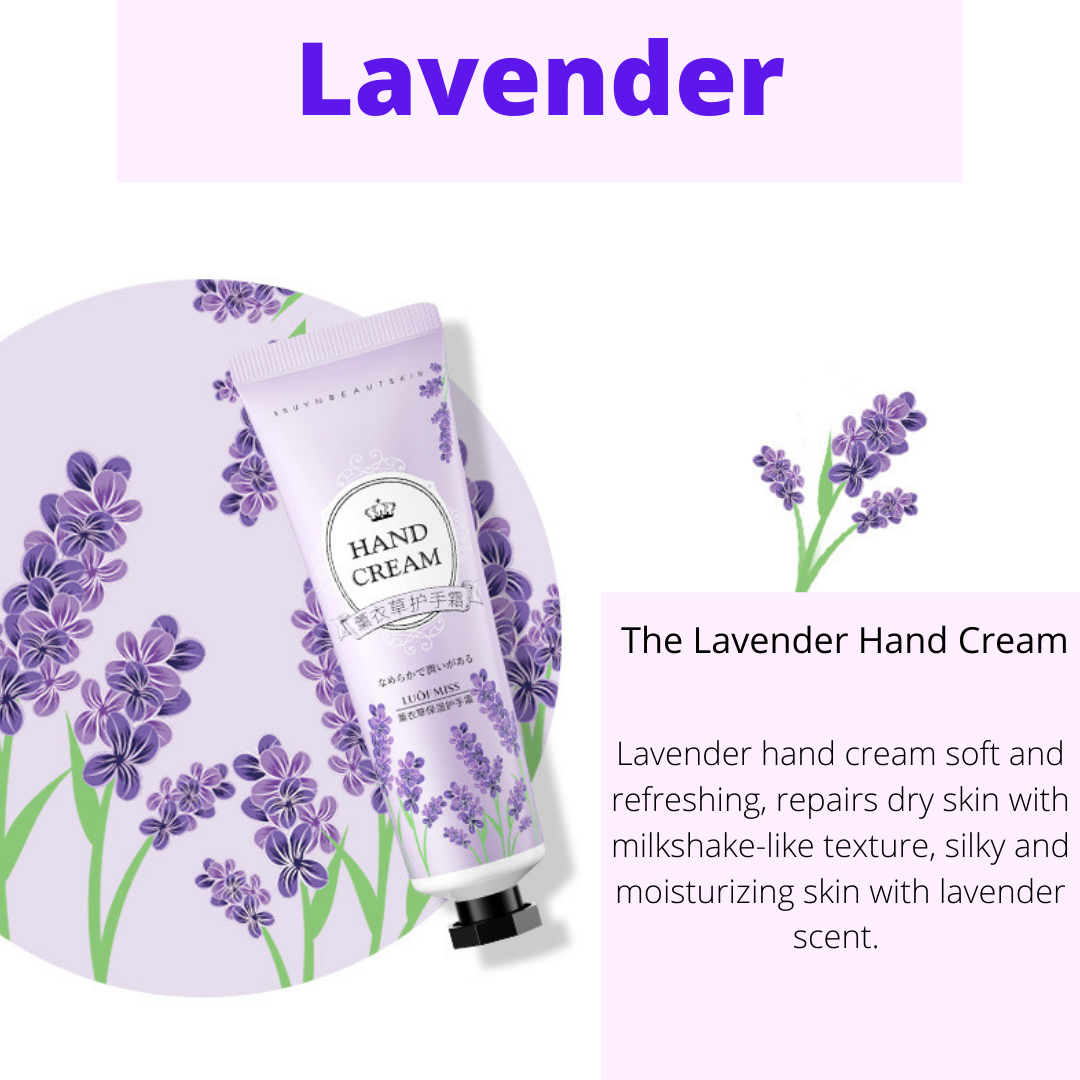 Lavender
HAND
CREAM
薰衣草护手霜
なめらかで潤いがある
LUOFMISS
薰衣草保湿护手霜
The Lavender Hand Cream
Lavender hand cream soft and
refreshing, repairs dry skin with
milkshake-like texture, silky and
moisturizing skin with lavender
scent.